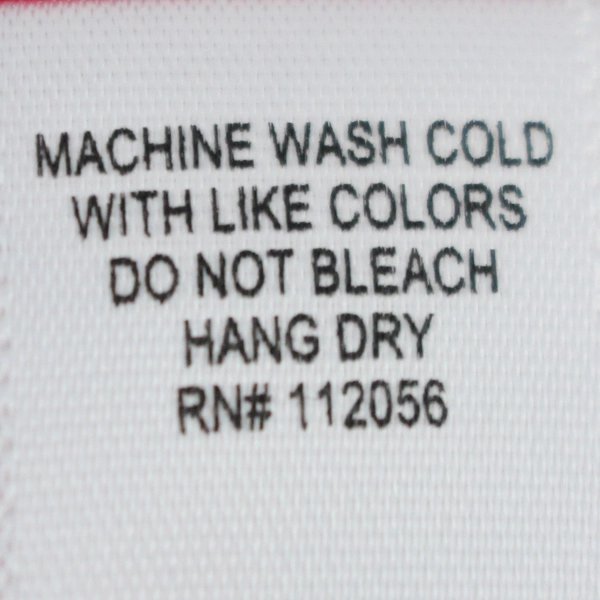 MACHINE WASH COLD
WITH LIKE COLORS
DO NOT BLEACH
HANG DRY
RN# 112056